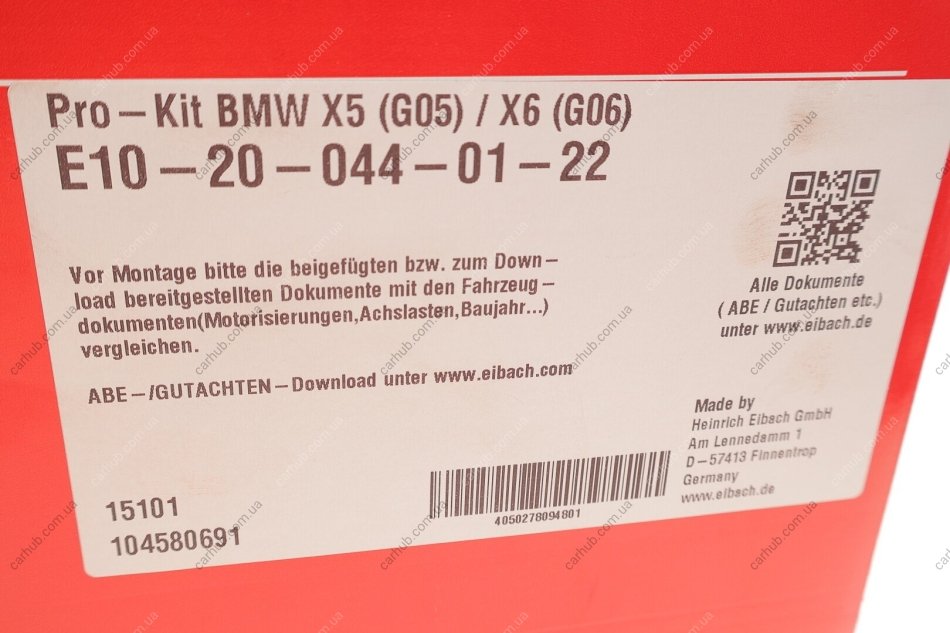 Pro-Kit BMW X5 (G05) / X6 (G06)
E10-20-044-01-22
Vor Montage bitte die beigefügten bzw. zum Down-
load bereitgestellten Dokumente mit den Fahrzeug-
dokumenten(Motorisierungen,Achslasten,Baujahr...)
vergleichen.
ABE-/GUTACHTEN-Download unter www.eibach.com
Alle Dokumente
( ABE / Gutachten etc.)
unter www.eibach.de
Made by
Heinrich Eibach GmbH
Am Lennedamm 1
D-57413 Finnentrop
Germany
www.eibach.de
4050278094801
15101
104580691
carhub.com.ua